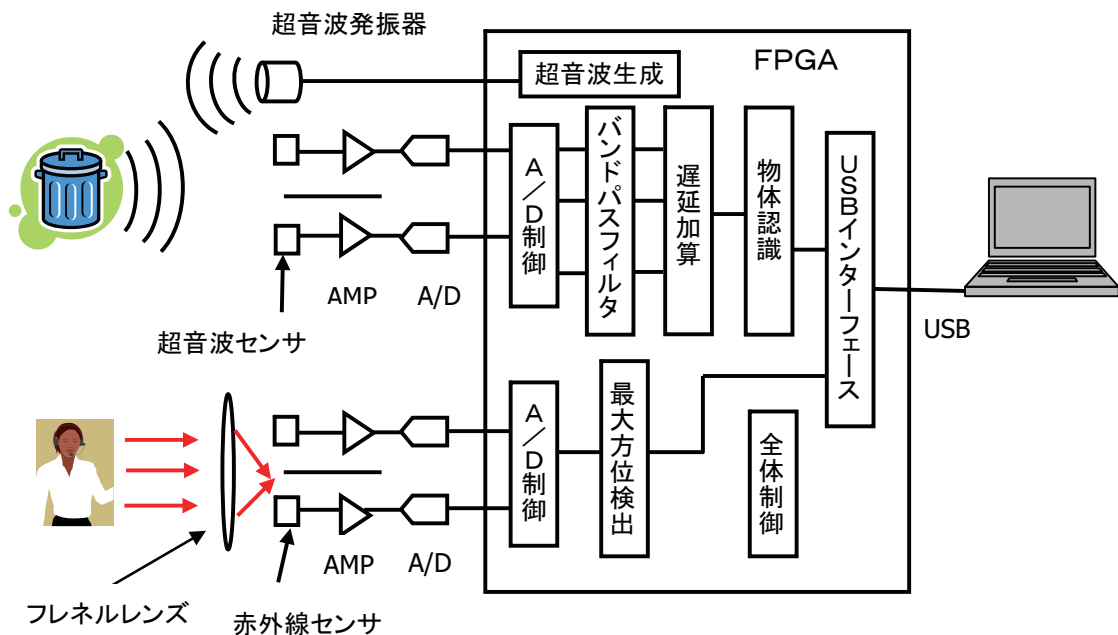 超音波発振器
FPGA
超音波生成
A/D制御
バンドパスフィルタ
遅延加算
物体認識
USBインターフェース
AMP
A/D
超音波センサ
USB
A/D制御
最大方位検出
全体制御
AMP
A/D
フレネルレンズ
赤外線センサ